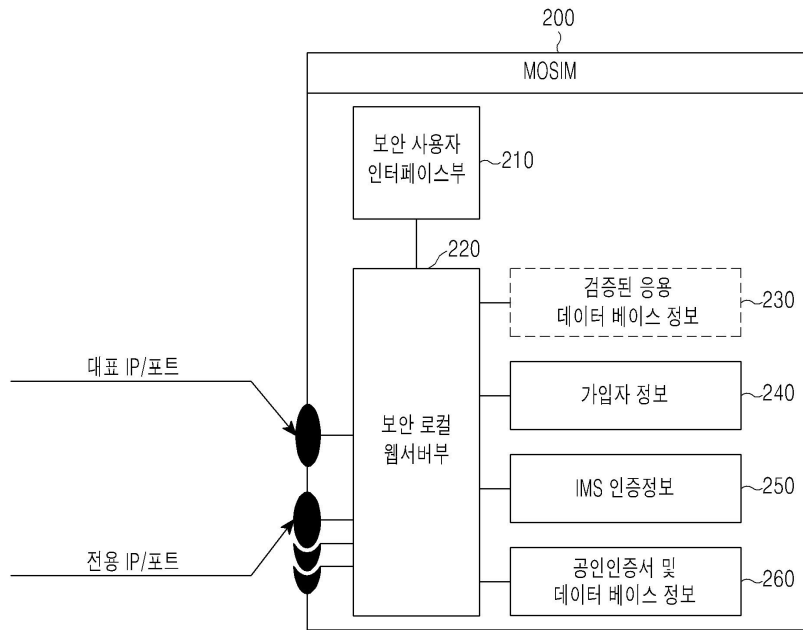 200
MOSIM
보안 사용자
인터페이스부
210
220
검증된 응용
데이터 베이스 정보
230
대표 IP/포트
가입자 정보
240
보안 로컬
웹서버부
IMS 인증정보
250
전용 IP/포트
공인인증서 및
데이터 베이스 정보
260